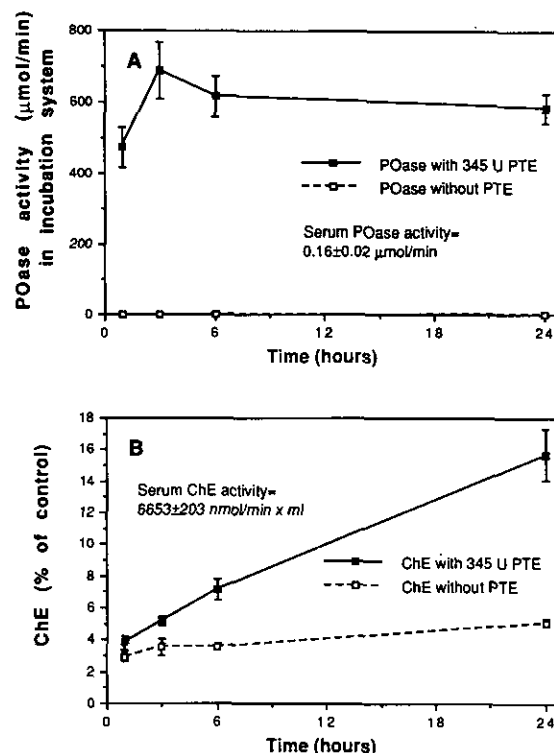 800
600
400
200
0
POase activity (µmol/min)
in incubation system
A
POase with 345 U PTE
POase without PTE
Serum POase activity=
0.16±0.02 µmol/min
0 6 12 18 24
Time (hours)
18
16
14
12
10
8
6
4
2
0
ChE (% of control)
B
Serum ChE activity=
6653±203 nmol/min x ml
ChE with 345 U PTE
ChE without PTE
0 6 12 18 24
Time (hours)